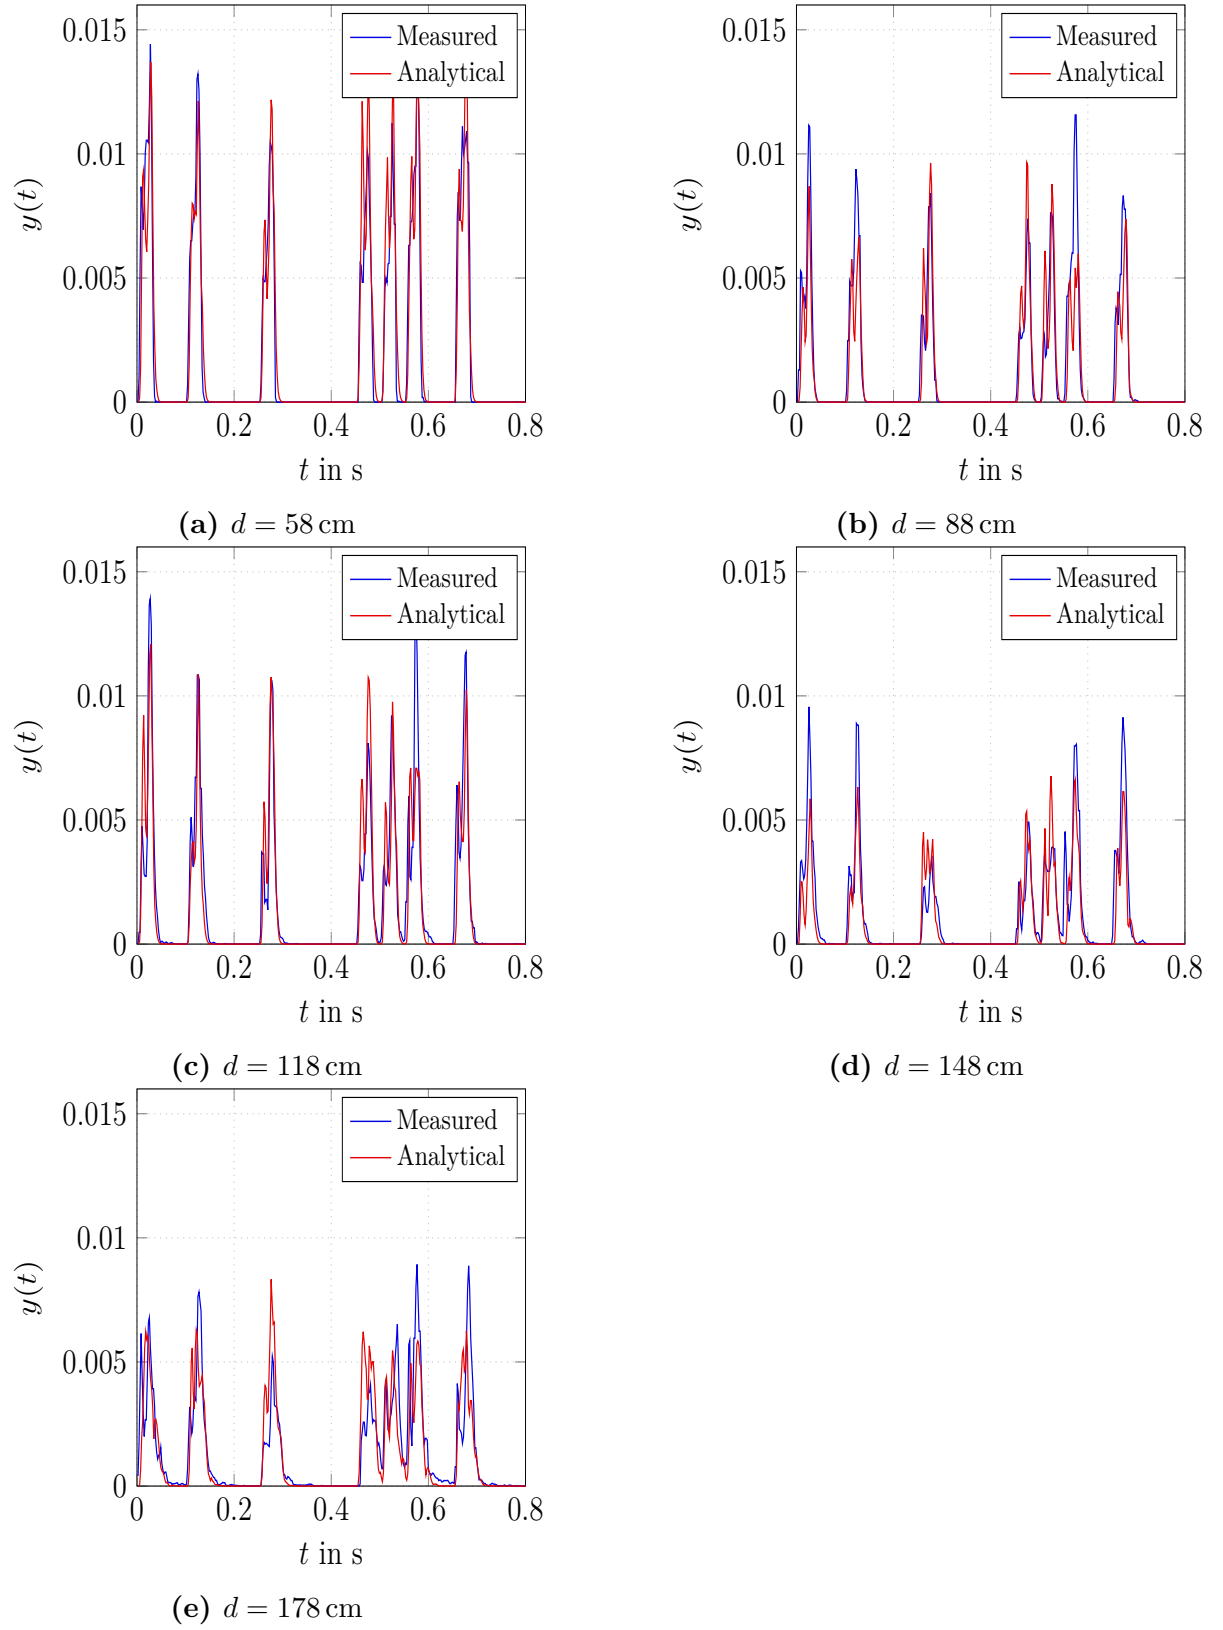 0.015
0.01
0.005
0
y(t)
Measured
Analytical
0 0.2 0.4 0.6 0.8
t in s
(a) d = 58 cm
0.015
0.01
0.005
0
y(t)
Measured
Analytical
0 0.2 0.4 0.6 0.8
t in s
(b) d = 88 cm
0.015
0.01
0.005
0
y(t)
Measured
Analytical
0 0.2 0.4 0.6 0.8
t in s
(c) d = 118 cm
0.015
0.01
0.005
0
y(t)
Measured
Analytical
0 0.2 0.4 0.6 0.8
t in s
(d) d = 148 cm
0.015
0.01
0.005
0
y(t)
Measured
Analytical
0 0.2 0.4 0.6 0.8
t in s
(e) d = 178 cm